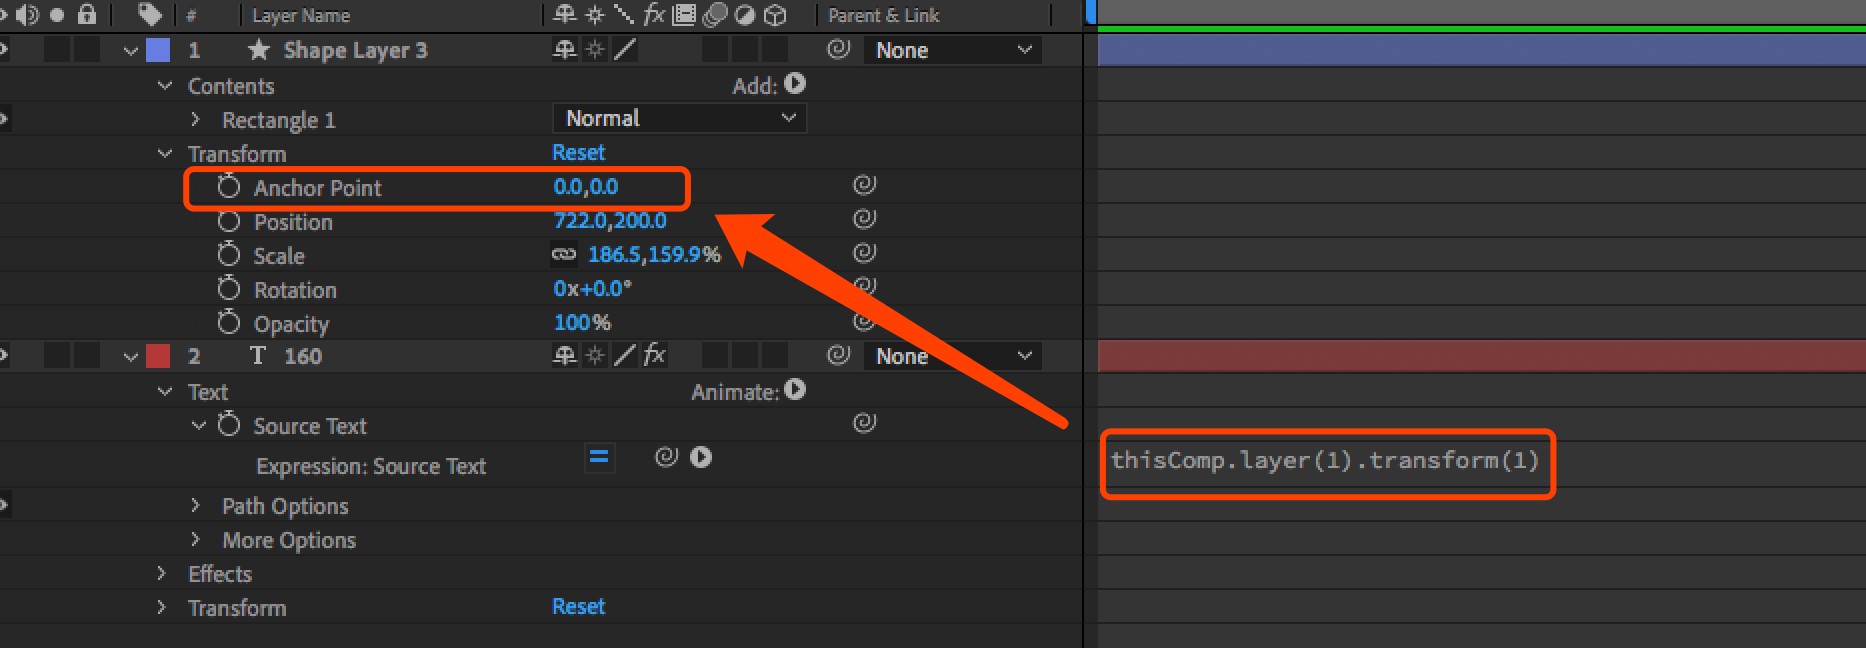 # Layer Name fx Parent & Link
1 Shape Layer 3 None
Contents Add:
Rectangle 1 Normal
Transform Reset
Anchor Point 0.0,0.0
Position 722.0,200.0
Scale 186.5,159.9%
Rotation 0x+0.0°
Opacity 100%
2 T 160 fx None
Text Animate:
Source Text
Expression: Source Text thisComp.layer(1).transform(1)
Path Options
More Options
Effects
Transform Reset